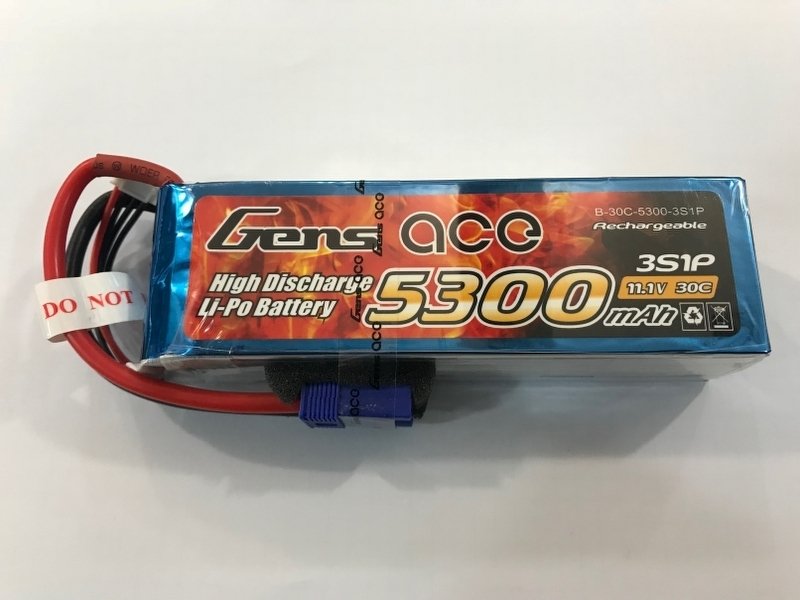 WOER
Gens ace
B-30C-5300-3S1P
Rechargeable
High Discharge
Li-Po Battery
5300 mAh
3S1P
11.1V 30C
DO NOT
Gens ace
Gens ace